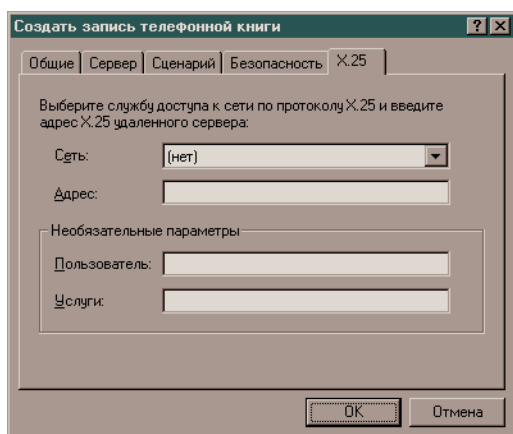 Создать запись телефонной книги
Общие Сервер Сценарий Безопасность X.25
Выберите службу доступа к сети по протоколу X.25 и введите
адрес X.25 удаленного сервера:
Сеть: (нет)
Адрес:
Необязательные параметры
Пользователь:
Услуги:
OK Отмена